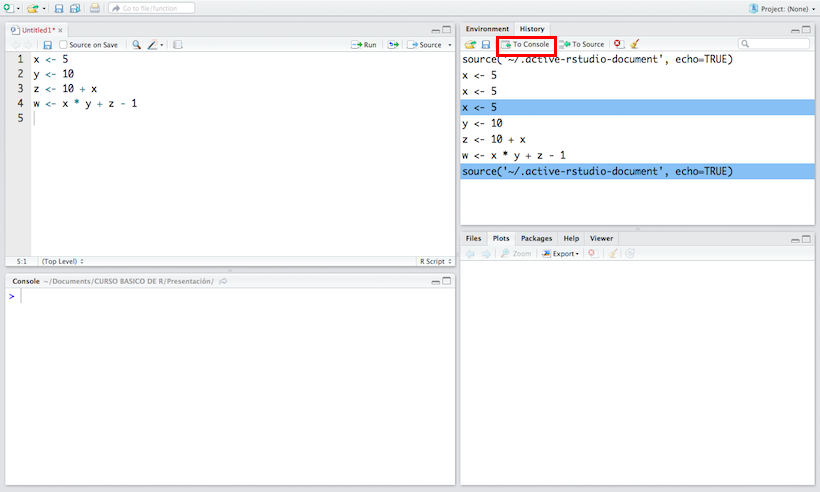 Go to file/function
Project: (None)
Untitled1*
Source on Save
Run
Source
1 x <- 5
2 y <- 10
3 z <- 10 + x
4 w <- x * y + z - 1
5
5:1 (Top Level) R Script
Console ~/Documents/CURSO BASICO DE R/Presentación/
>
Environment History
To Console To Source
source('~/.active-rstudio-document', echo=TRUE)
x <- 5
x <- 5
x <- 5
y <- 10
z <- 10 + x
w <- x * y + z - 1
source('~/.active-rstudio-document', echo=TRUE)
Files Plots Packages Help Viewer
Zoom Export